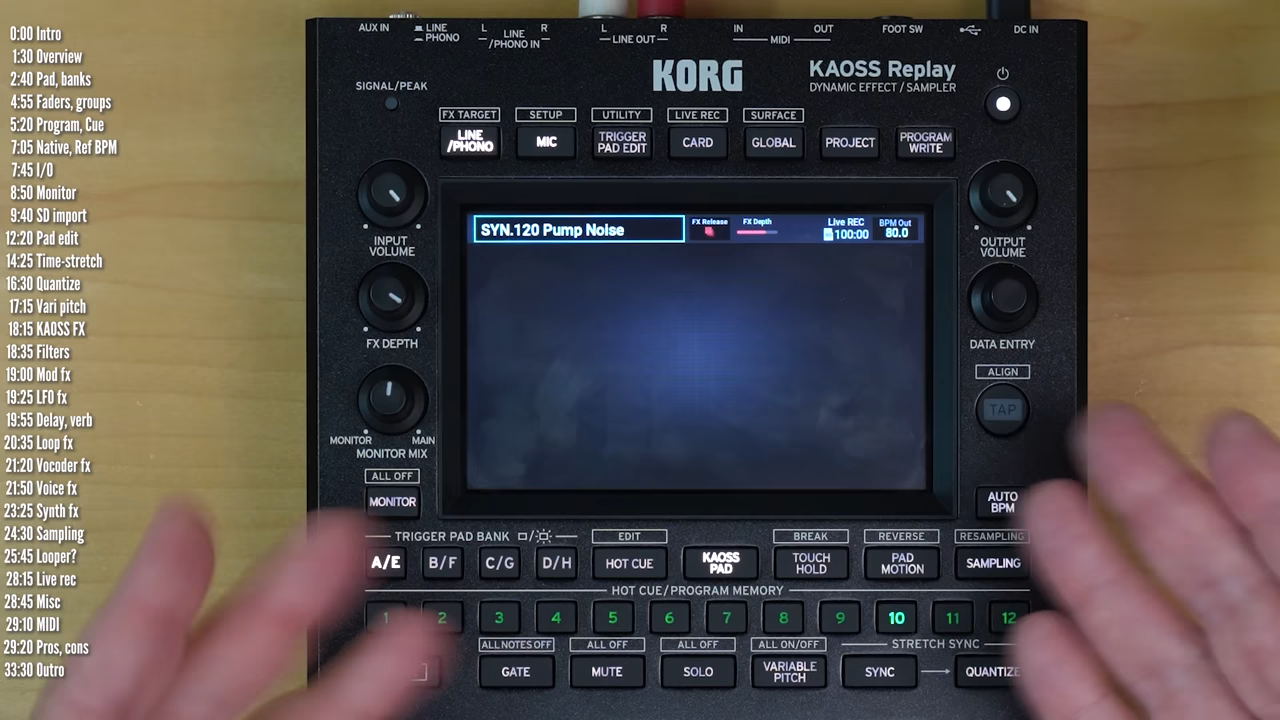 0:00 Intro
1:30 Overview
2:40 Pad, banks
4:55 Faders, groups
5:20 Program, Cue
7:05 Native, Ref BPM
7:45 I/O
8:50 Monitor
9:40 SD import
12:20 Pad edit
14:25 Time-stretch
16:30 Quantize
17:15 Vari pitch
18:15 KAOSS FX
18:35 Filters
19:00 Mod fx
19:25 LFO fx
19:55 Delay, verb
20:35 Loop fx
21:20 Vocoder fx
21:50 Voice fx
23:25 Synth fx
24:30 Sampling
25:45 Looper?
28:15 Live rec
28:45 Misc
29:10 MIDI
29:20 Pros, cons
33:30 Outro
AUX IN
LINE
PHONO
L R
LINE
/PHONO IN
L R
LINE OUT
IN OUT
MIDI
FOOT SW
DC IN
KORG
KAOSS Replay
DYNAMIC EFFECT / SAMPLER
SIGNAL/PEAK
FX TARGET SETUP UTILITY LIVE REC SURFACE
LINE
/PHONO
MIC
TRIGGER
PAD EDIT
CARD
GLOBAL
PROJECT
PROGRAM
WRITE
INPUT
VOLUME
FX DEPTH
MONITOR MAIN
MONITOR MIX
ALL OFF
MONITOR
SYN.120 Pump Noise
FX Release
FX Depth
Live REC
100:00
BPM Out
80.0
OUTPUT
VOLUME
DATA ENTRY
ALIGN
TAP
AUTO
BPM
TRIGGER PAD BANK
EDIT BREAK REVERSE RESAMPLING
A/E B/F C/G D/H HOT CUE
KAOSS
PAD
TOUCH
HOLD
PAD
MOTION
SAMPLING
HOT CUE/PROGRAM MEMORY
1 2 3 4 5 6 7 8 9 10 11 12
ALL NOTES OFF ALL OFF ALL OFF ALL ON/OFF STRETCH SYNC
GATE MUTE SOLO
VARIABLE
PITCH
SYNC QUANTIZE